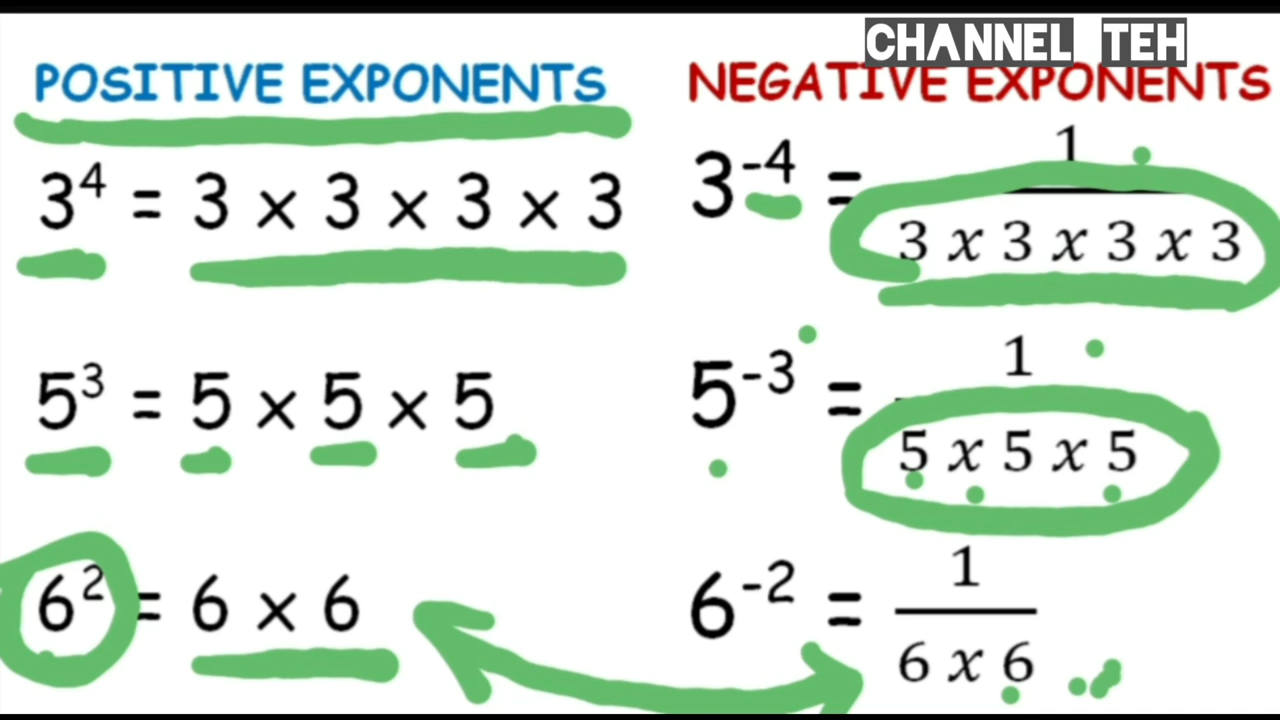 CHANNEL TEH
POSITIVE EXPONENTS
3⁴ = 3 x 3 x 3 x 3
5³ = 5 x 5 x 5
6² = 6 x 6
NEGATIVE EXPONENTS
3⁻⁴ = 1
3 x 3 x 3 x 3
5⁻³ = 1
5 x 5 x 5
6⁻² = 1
6 x 6